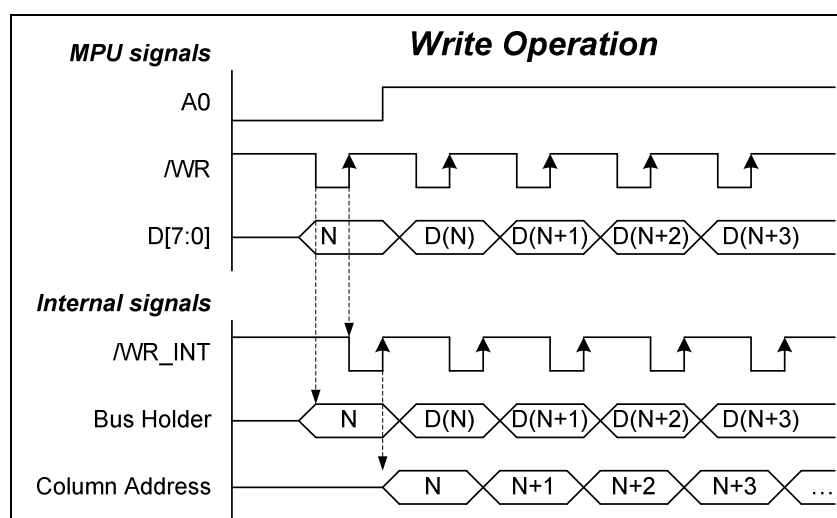 Write Operation
MPU signals
A0
/WR
D[7:0] N D(N) D(N+1) D(N+2) D(N+3)
Internal signals
/WR_INT
Bus Holder N D(N) D(N+1) D(N+2) D(N+3)
Column Address N N+1 N+2 N+3 ...